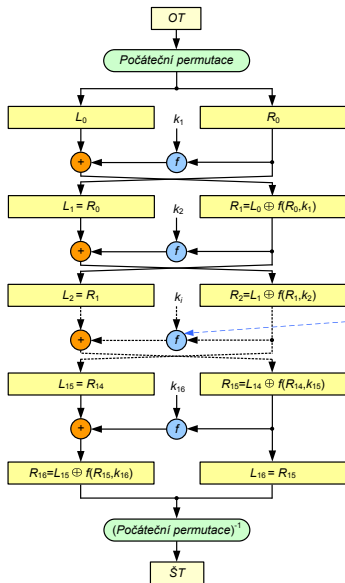 OT
Počáteční permutace
L₀ k₁ R₀
+ f
L₁ = R₀ k₂ R₁=L₀ ⊕ f(R₀,k₁)
+ f
L₂ = R₁ kᵢ R₂=L₁ ⊕ f(R₁,k₂)
+ f
L₁₅ = R₁₄ k₁₆ R₁₅=L₁₄ ⊕ f(R₁₄,k₁₅)
+ f
R₁₆=L₁₅ ⊕ f(R₁₅,k₁₆) L₁₆ = R₁₅
(Počáteční permutace)⁻¹
ŠT